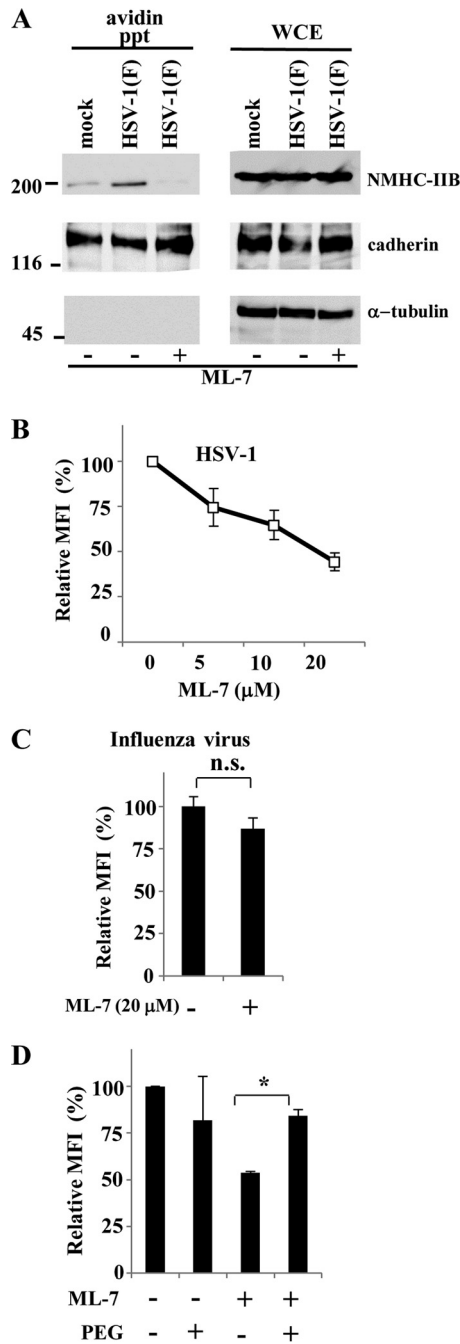 A
avidin ppt
WCE
mock
HSV-1(F)
HSV-1(F)
mock
HSV-1(F)
HSV-1(F)
200
NMHC-IIB
116
cadherin
45
α-tubulin
- - + - - +
ML-7
B
HSV-1
Relative MFI (%)
100
75
50
25
0
0 5 10 20
ML-7 (μM)
C
Influenza virus
n.s.
Relative MFI (%)
100
75
50
25
0
ML-7 (20 μM) - +
D
*
Relative MFI (%)
100
75
50
25
0
ML-7 - - + +
PEG - + - +